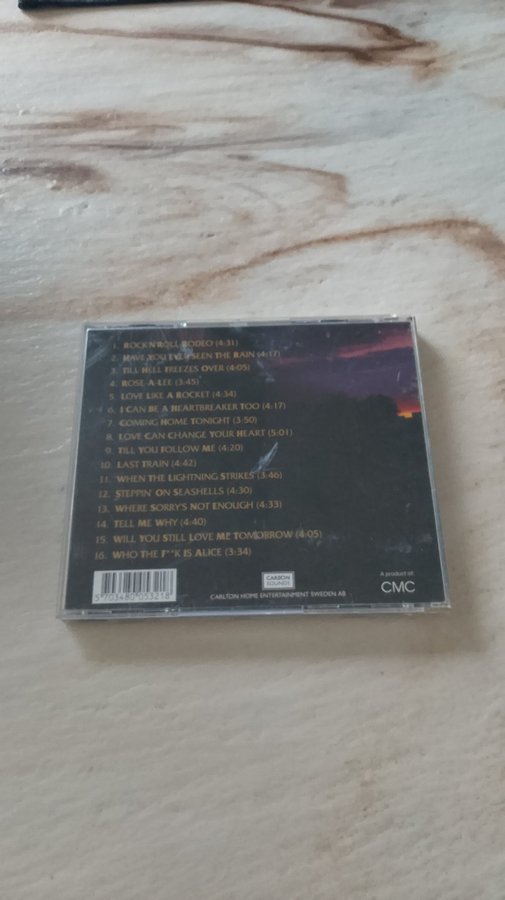 1. ROCK'N'ROLL RODEO (4:31)
2. HAVE YOU EVER SEEN THE RAIN (4:17)
3. TILL HELL FREEZES OVER (4:05)
4. ROSE-A-LEE (3:45)
5. LOVE LIKE A ROCKET (4:34)
6. I CAN BE A HEARTBREAKER TOO (4:17)
7. COMING HOME TONIGHT (3:50)
8. LOVE CAN CHANGE YOUR HEART (5:01)
9. TILL YOU FOLLOW ME (4:20)
10. LAST TRAIN (4:42)
11. WHEN THE LIGHTNING STRIKES (3:46)
12. STEPPIN' ON SEASHELLS (4:30)
13. WHERE SORRY'S NOT ENOUGH (4:33)
14. TELL ME WHY (4:40)
15. WILL YOU STILL LOVE ME TOMORROW (4:05)
16. WHO THE F**K IS ALICE (3:34)
5 703480 053218
CARLTON
SOUNDS
CARLTON HOME ENTERTAINMENT SWEDEN AB
A product of:
CMC